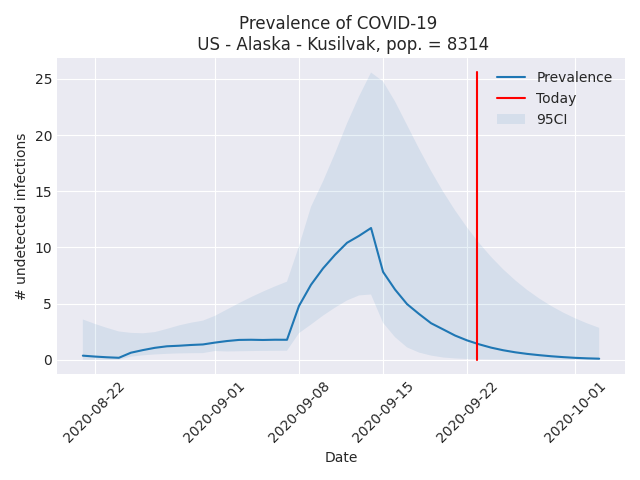 Prevalence of COVID-19
US - Alaska - Kusilvak, pop. = 8314
25
20
15
10
5
0
# undetected infections
Prevalence
Today
95CI
2020-08-22
2020-09-01
2020-09-08
2020-09-15
2020-09-22
2020-10-01
Date